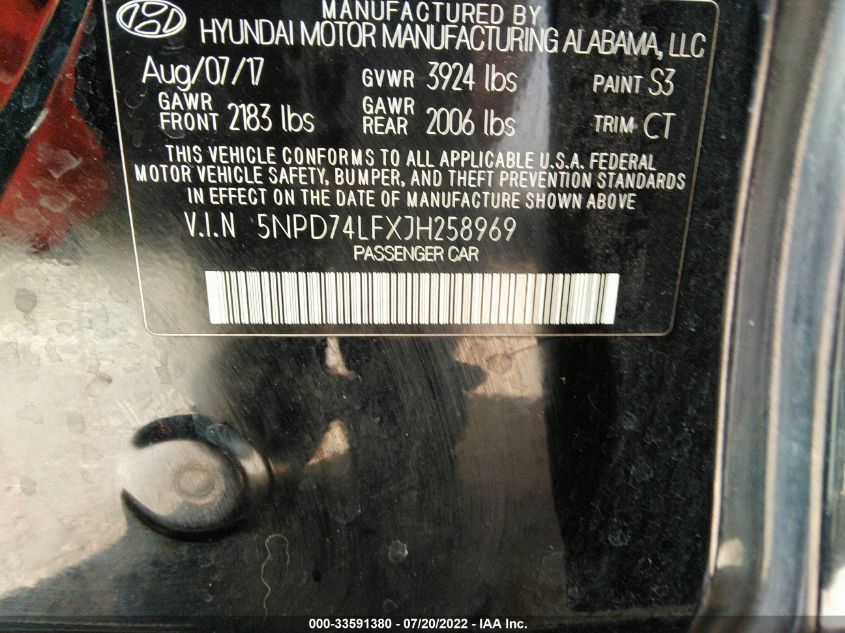 MANUFACTURED BY
HYUNDAI MOTOR MANUFACTURING ALABAMA, LLC
Aug/07/17 GVWR 3924 lbs PAINT S3
GAWR FRONT 2183 lbs GAWR REAR 2006 lbs TRIM CT
THIS VEHICLE CONFORMS TO ALL APPLICABLE U.S.A. FEDERAL
MOTOR VEHICLE SAFETY, BUMPER, AND THEFT PREVENTION STANDARDS
IN EFFECT ON THE DATE OF MANUFACTURE SHOWN ABOVE
V.I.N 5NPD74LFXJH258969
PASSENGER CAR
000-33591380 - 07/20/2022 - IAA Inc.